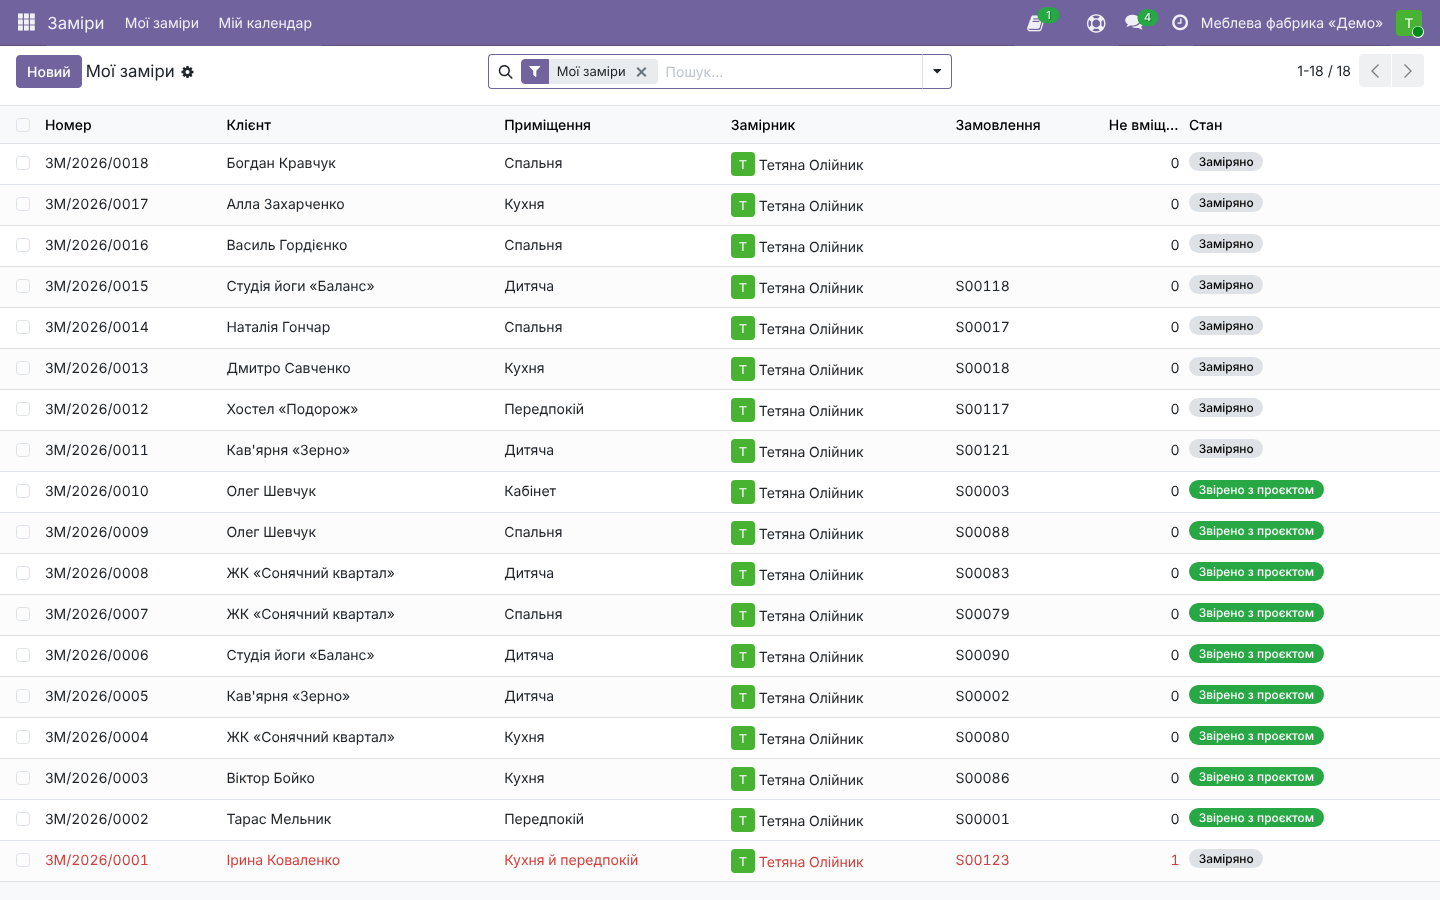 Заміри Мої заміри Мій календар 1 4 Меблева фабрика «Демо» Т
Новий Мої заміри Мої заміри Пошук... 1-18 / 18
Номер Клієнт Приміщення Замірник Замовлення Не вміщ... Стан
ЗМ/2026/0018 Богдан Кравчук Спальня Т Тетяна Олійник 0 Заміряно
ЗМ/2026/0017 Алла Захарченко Кухня Т Тетяна Олійник 0 Заміряно
ЗМ/2026/0016 Василь Гордієнко Спальня Т Тетяна Олійник 0 Заміряно
ЗМ/2026/0015 Студія йоги «Баланс» Дитяча Т Тетяна Олійник S00118 0 Заміряно
ЗМ/2026/0014 Наталія Гончар Спальня Т Тетяна Олійник S00017 0 Заміряно
ЗМ/2026/0013 Дмитро Савченко Кухня Т Тетяна Олійник S00018 0 Заміряно
ЗМ/2026/0012 Хостел «Подорож» Передпокій Т Тетяна Олійник S00117 0 Заміряно
ЗМ/2026/0011 Кав'ярня «Зерно» Дитяча Т Тетяна Олійник S00121 0 Заміряно
ЗМ/2026/0010 Олег Шевчук Кабінет Т Тетяна Олійник S00003 0 Звірено з проєктом
ЗМ/2026/0009 Олег Шевчук Спальня Т Тетяна Олійник S00088 0 Звірено з проєктом
ЗМ/2026/0008 ЖК «Сонячний квартал» Дитяча Т Тетяна Олійник S00083 0 Звірено з проєктом
ЗМ/2026/0007 ЖК «Сонячний квартал» Спальня Т Тетяна Олійник S00079 0 Звірено з проєктом
ЗМ/2026/0006 Студія йоги «Баланс» Дитяча Т Тетяна Олійник S00090 0 Звірено з проєктом
ЗМ/2026/0005 Кав'ярня «Зерно» Дитяча Т Тетяна Олійник S00002 0 Звірено з проєктом
ЗМ/2026/0004 ЖК «Сонячний квартал» Кухня Т Тетяна Олійник S00080 0 Звірено з проєктом
ЗМ/2026/0003 Віктор Бойко Кухня Т Тетяна Олійник S00086 0 Звірено з проєктом
ЗМ/2026/0002 Тарас Мельник Передпокій Т Тетяна Олійник S00001 0 Звірено з проєктом
ЗМ/2026/0001 Ірина Коваленко Кухня й передпокій Т Тетяна Олійник S00123 1 Заміряно